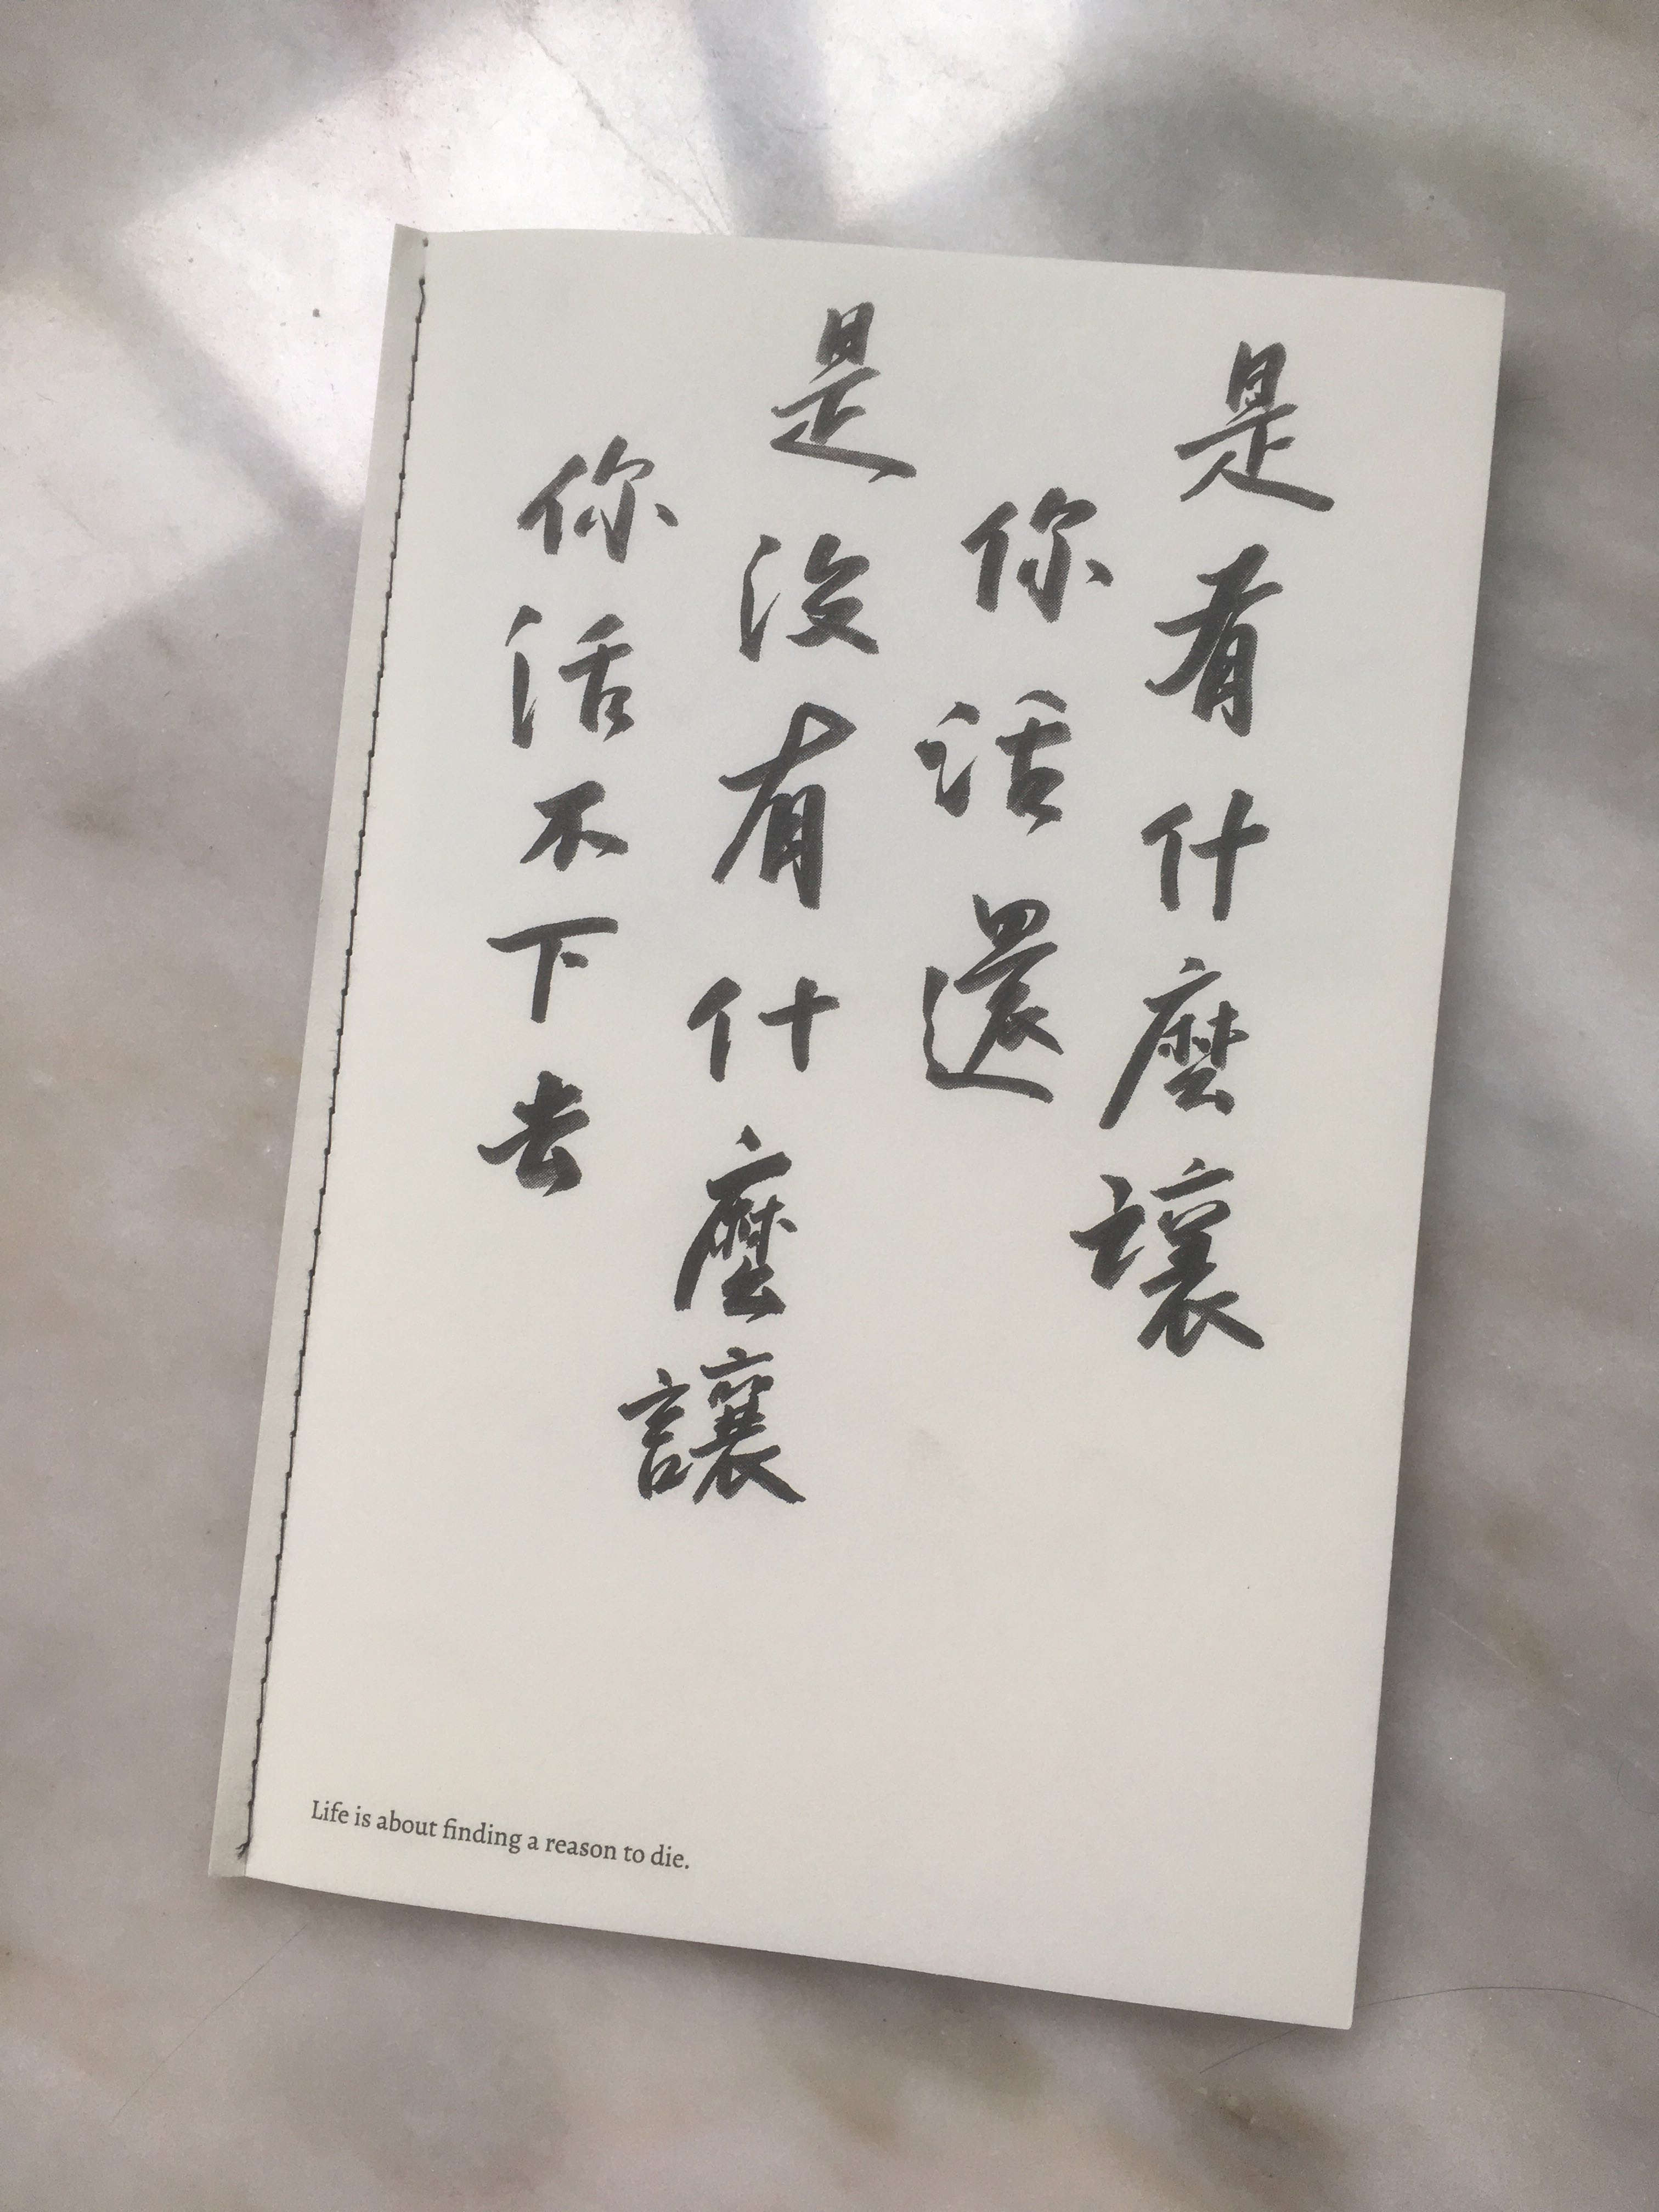 是有什麼讓
你活還
是沒有什麼讓
你活不下去
Life is about finding a reason to die.